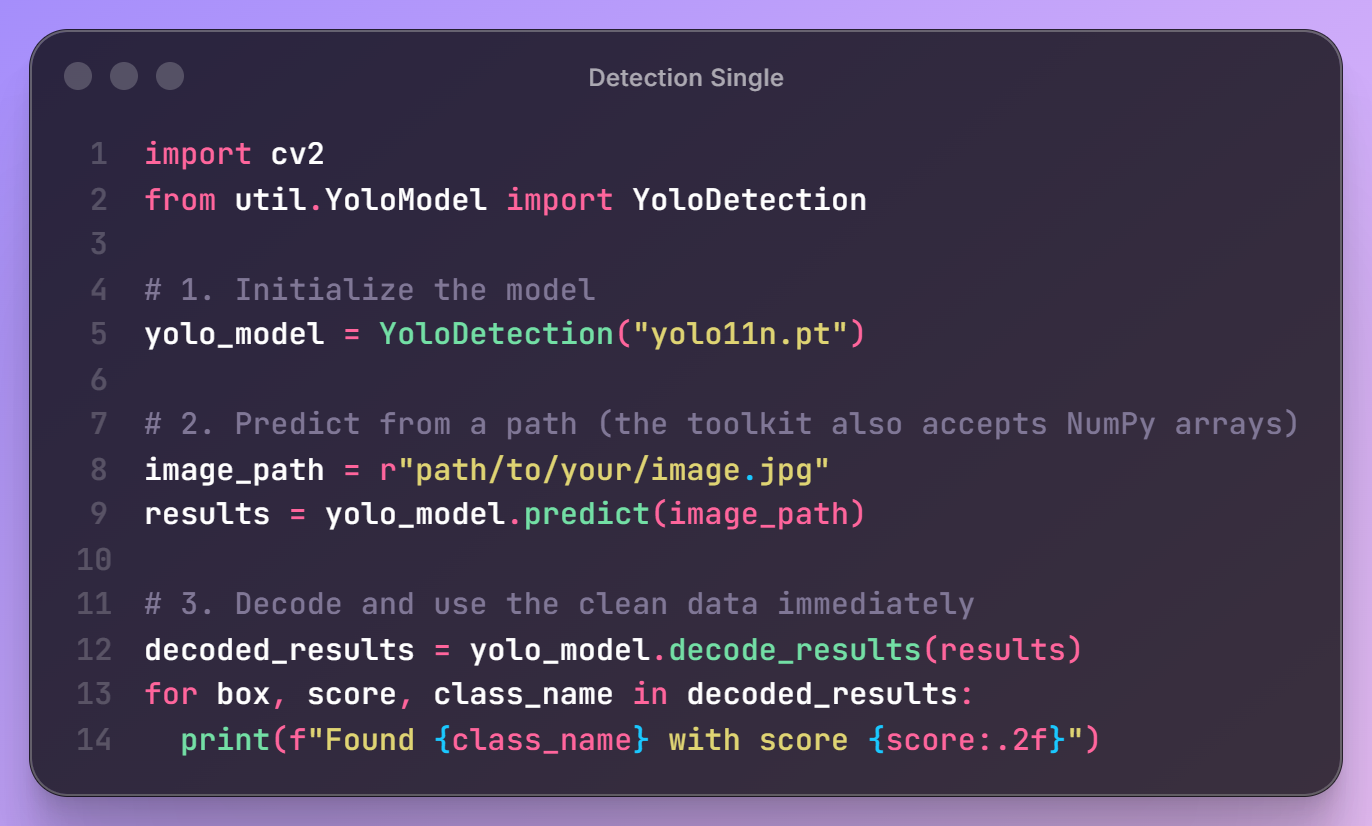 Detection Single
1 import cv2
2 from util.YoloModel import YoloDetection
3
4 # 1. Initialize the model
5 yolo_model = YoloDetection("yolo11n.pt")
6
7 # 2. Predict from a path (the toolkit also accepts NumPy arrays)
8 image_path = r"path/to/your/image.jpg"
9 results = yolo_model.predict(image_path)
10
11 # 3. Decode and use the clean data immediately
12 decoded_results = yolo_model.decode_results(results)
13 for box, score, class_name in decoded_results:
14   print(f"Found {class_name} with score {score:.2f}")